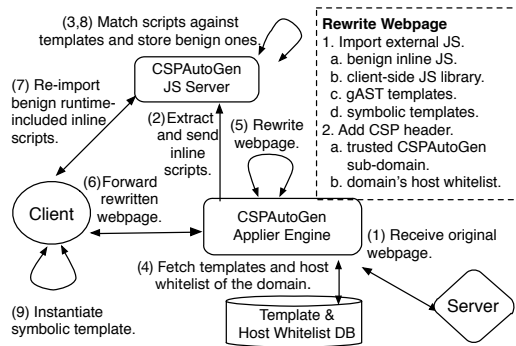 (3,8) Match scripts against
templates and store benign ones.
CSPAutoGen
JS Server
(7) Re-import
benign runtime-
included inline
scripts.
(2) Extract
and send
inline
scripts.
(5) Rewrite
webpage.
Rewrite Webpage
1. Import external JS.
a. benign inline JS.
b. client-side JS library.
c. gAST templates.
d. symbolic templates.
2. Add CSP header.
a. trusted CSPAutoGen
sub-domain.
b. domain's host whitelist.
(6)Forward
rewritten
webpage.
Client
CSPAutoGen
Applier Engine
(1) Receive original
webpage.
(4) Fetch templates and host
whitelist of the domain.
Server
(9) Instantiate
symbolic template.
Template &
Host Whitelist DB